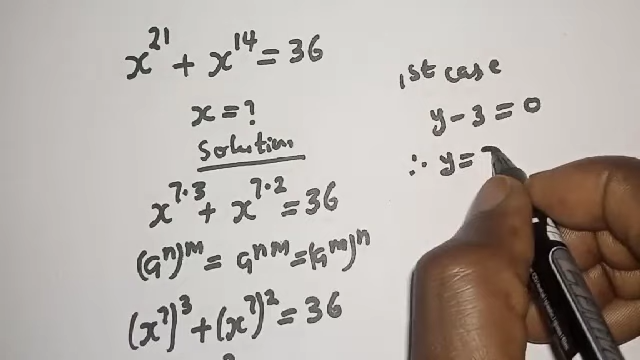 x^21 + x^14 = 36
x = ?
Solution
x^7·3 + x^7·2 = 36
(a^n)^m = a^nm = (a^m)^n
(x^7)^3 + (x^7)^2 = 36
1st case
y - 3 = 0
∴ y =